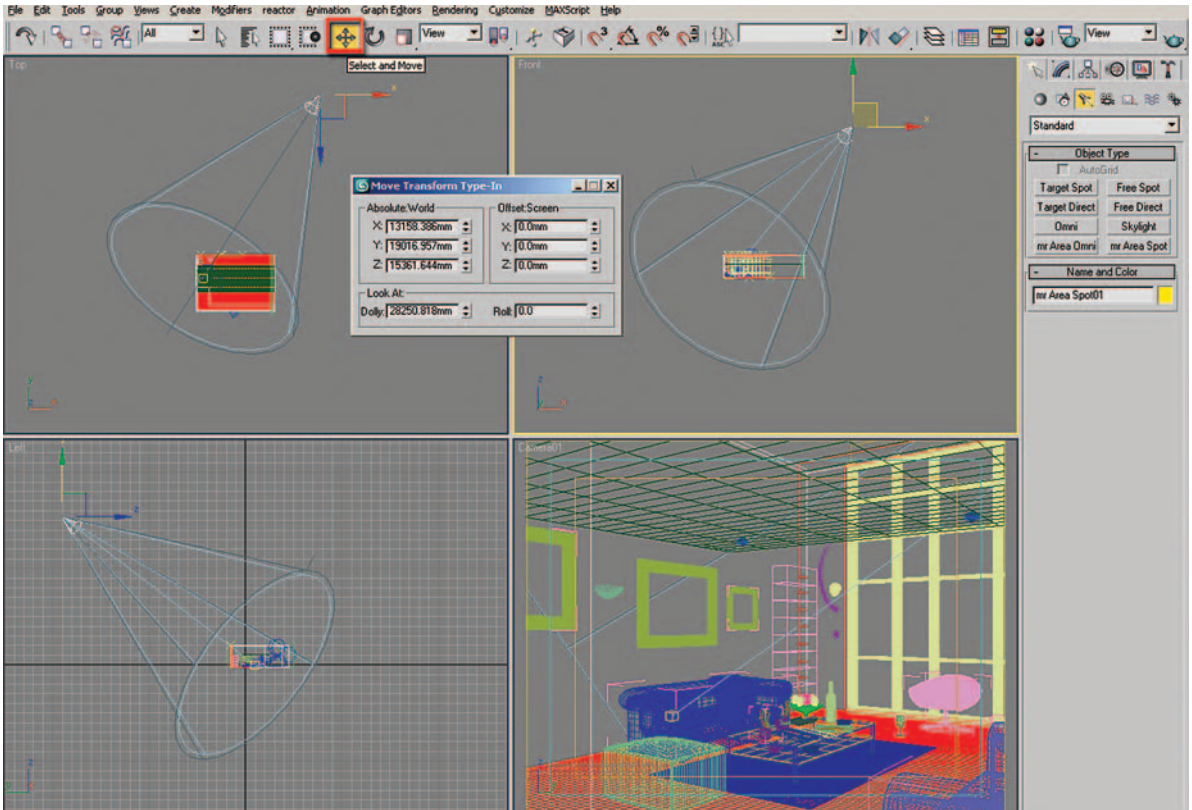 File Edit Tools Group Views Create Modifiers reactor Animation Graph Editors Rendering Customize MAXScript Help
All View View
Select and Move
Top
Front
x
x
Move Transform Type-In
Absolute:World Offset:Screen
X: 13158.386mm X: 0.0mm
Y: 19016.957mm Y: 0.0mm
Z: 15361.644mm Z: 0.0mm
Look At:
Dolly: 28250.818mm Roll: 0.0
Standard
- Object Type
AutoGrid
Target Spot Free Spot
Target Direct Free Direct
Omni Skylight
mr Area Omni mr Area Spot
- Name and Color
mr Area Spot01
Left
Camera01
z